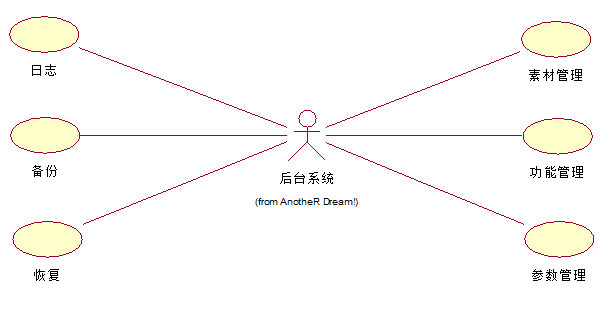 日志
素材管理
备份
功能管理
后台系统
(from AnotheR Dream!)
恢复
参数管理